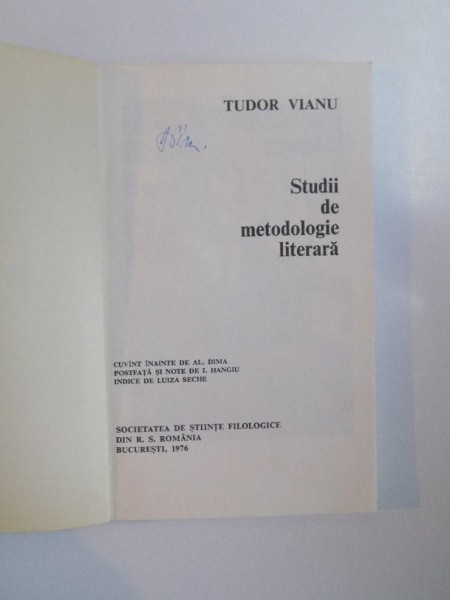 TUDOR VIANU
Studii
de
metodologie
literară
CUVÎNT ÎNAINTE DE AL. DIMA
POSTFAȚĂ ȘI NOTE DE I. HANGIU
INDICE DE LUIZA SECHE
SOCIETATEA DE ȘTIINȚE FILOLOGICE
DIN R. S. ROMÂNIA
BUCUREȘTI, 1976